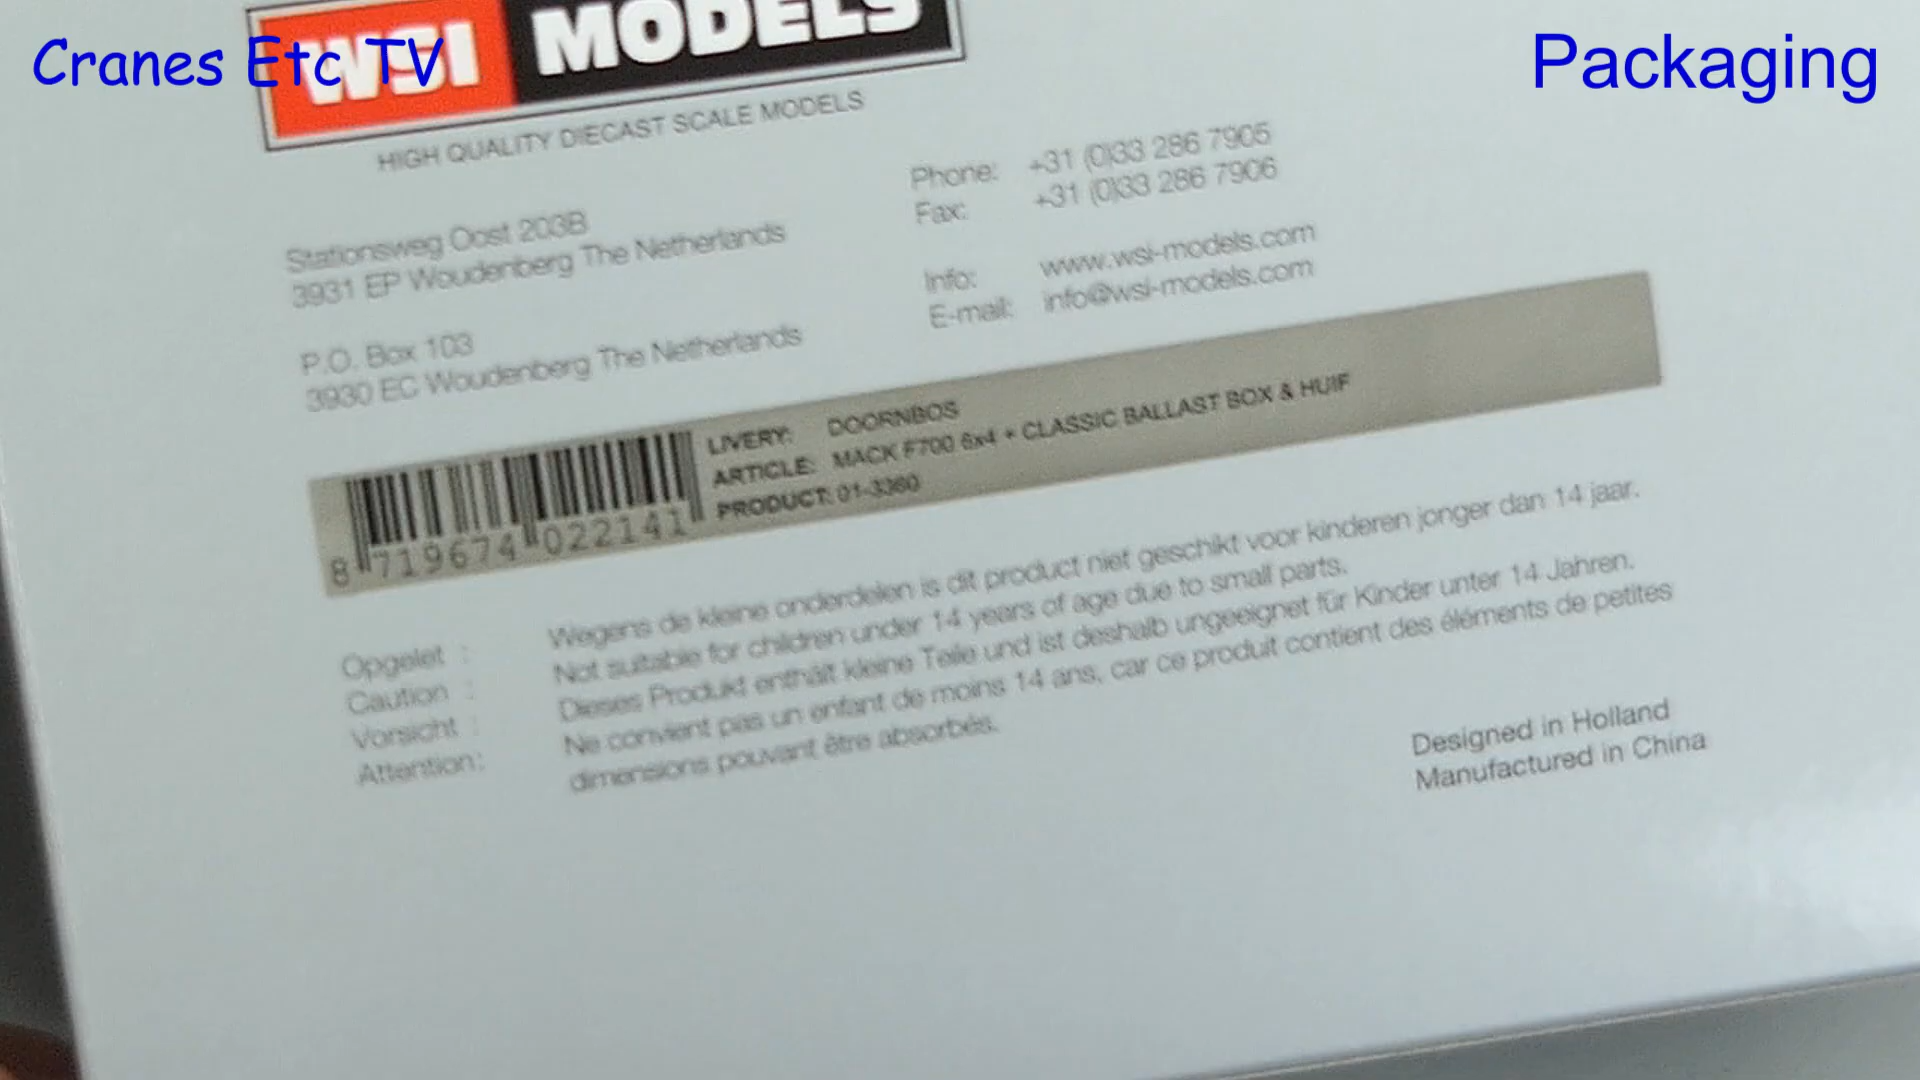 Cranes Etc TV
Packaging
WSI MODELS
HIGH QUALITY DIECAST SCALE MODELS
Stationsweg Oost 203B
3931 EP Woudenberg The Netherlands
P.O. Box 103
3930 EC Woudenberg The Netherlands
Phone: +31 (0)33 286 7905
Fax: +31 (0)33 286 7906
Info: www.wsi-models.com
E-mail: info@wsi-models.com
LIVERY: DOORNBOS
ARTICLE: MACK F700 6x4 + CLASSIC BALLAST BOX & HUIF
PRODUCT: 01-3360
8 719674 022141
Opgelet : Wegens de kleine onderdelen is dit product niet geschikt voor kinderen jonger dan 14 jaar.
Caution : Not suitable for children under 14 years of age due to small parts.
Vorsicht : Dieses Produkt enthält kleine Teile und ist deshalb ungeeignet für Kinder unter 14 Jahren.
Attention: Ne convient pas un enfant de moins 14 ans, car ce produit contient des éléments de petites
dimensions pouvant être absorbés.
Designed in Holland
Manufactured in China